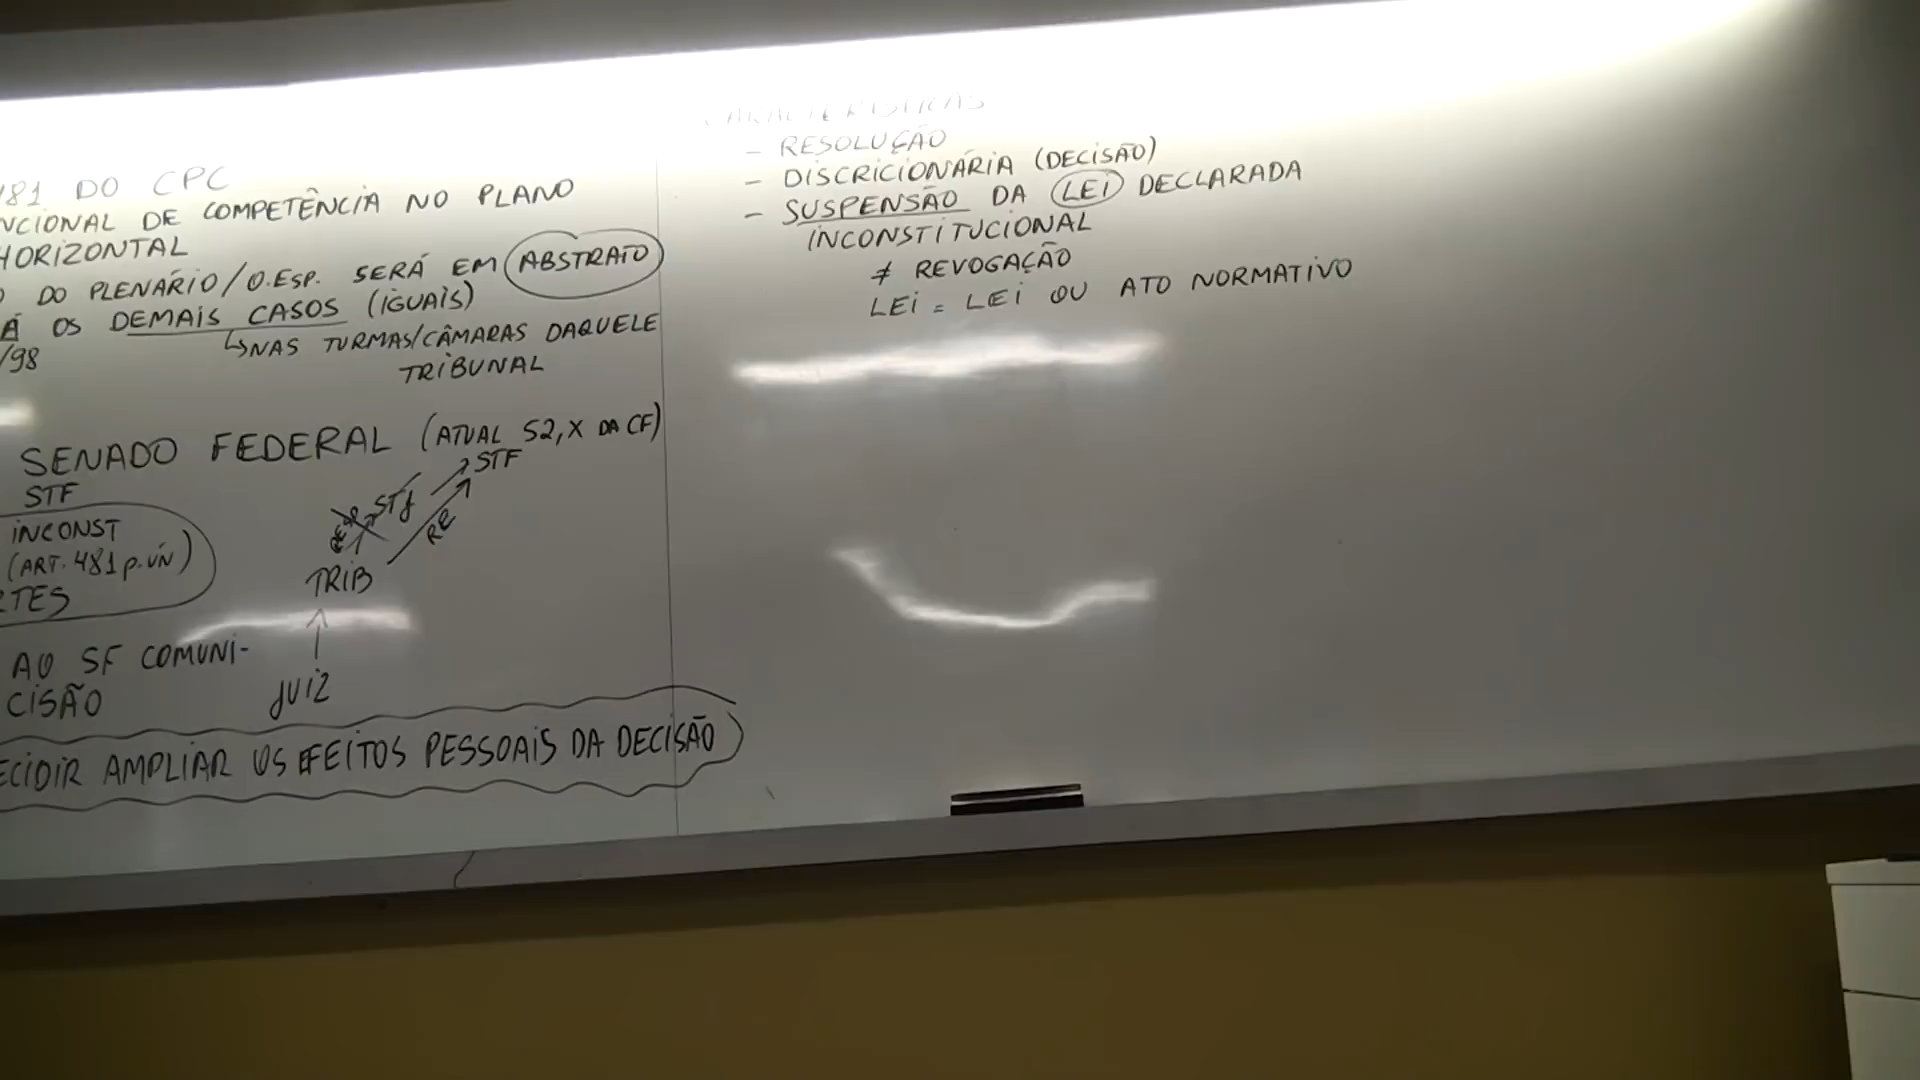 481 DO CPC
NCIONAL DE COMPETÊNCIA NO PLANO
HORIZONTAL
DO PLENÁRIO/O.ESP. SERÁ EM ABSTRATO
OS DEMAIS CASOS (IGUAIS)
/98
↳NAS TURMAS/CÂMARAS DAQUELE
TRIBUNAL
SENADO FEDERAL (ATUAL 52, X DA CF)
STF
INCONST
(ART. 481 p. ÚN)
RTES
AO SF COMUNI-
CISÃO
STF
STJ
RE
TRIB
JUIZ
ECIDIR AMPLIAR OS EFEITOS PESSOAIS DA DECISÃO
CARACTERÍSTICAS
- RESOLUÇÃO
- DISCRICIONÁRIA (DECISÃO)
- SUSPENSÃO DA LEI DECLARADA
INCONSTITUCIONAL
≠ REVOGAÇÃO
LEI = LEI OU ATO NORMATIVO